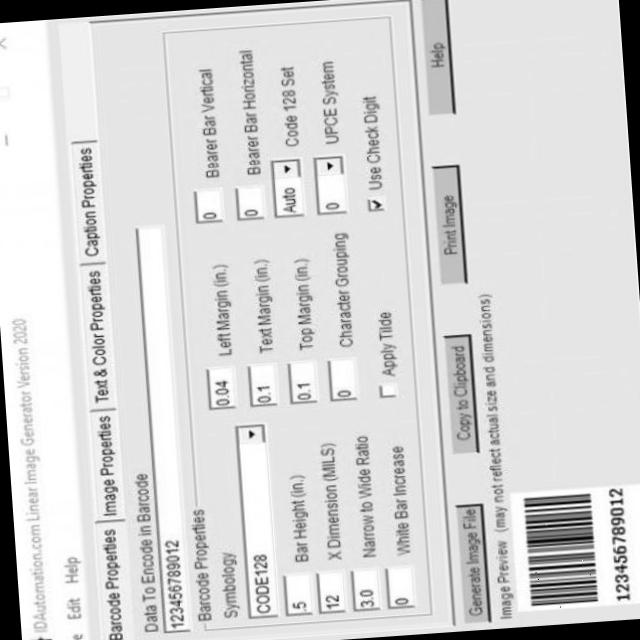 IDAutomation.com Linear Image Generator Version 2020
e Edit Help
Barcode Properties Image Properties Text & Color Properties Caption Properties
Data To Encode in Barcode
123456789012
Barcode Properties
Symbology
CODE128
.5 Bar Height (in.)
12 X Dimension (MILS)
3.0 Narrow to Wide Ratio
0 White Bar Increase
0.04 Left Margin (in.)
0.1 Text Margin (in.)
0.1 Top Margin (in.)
0 Character Grouping
Apply Tilde
0 Bearer Bar Vertical
0 Bearer Bar Horizontal
Auto Code 128 Set
0 UPCE System
Use Check Digit
Generate Image File Copy to Clipboard Print Image Help
Image Preview (may not reflect actual size and dimensions)
123456789012